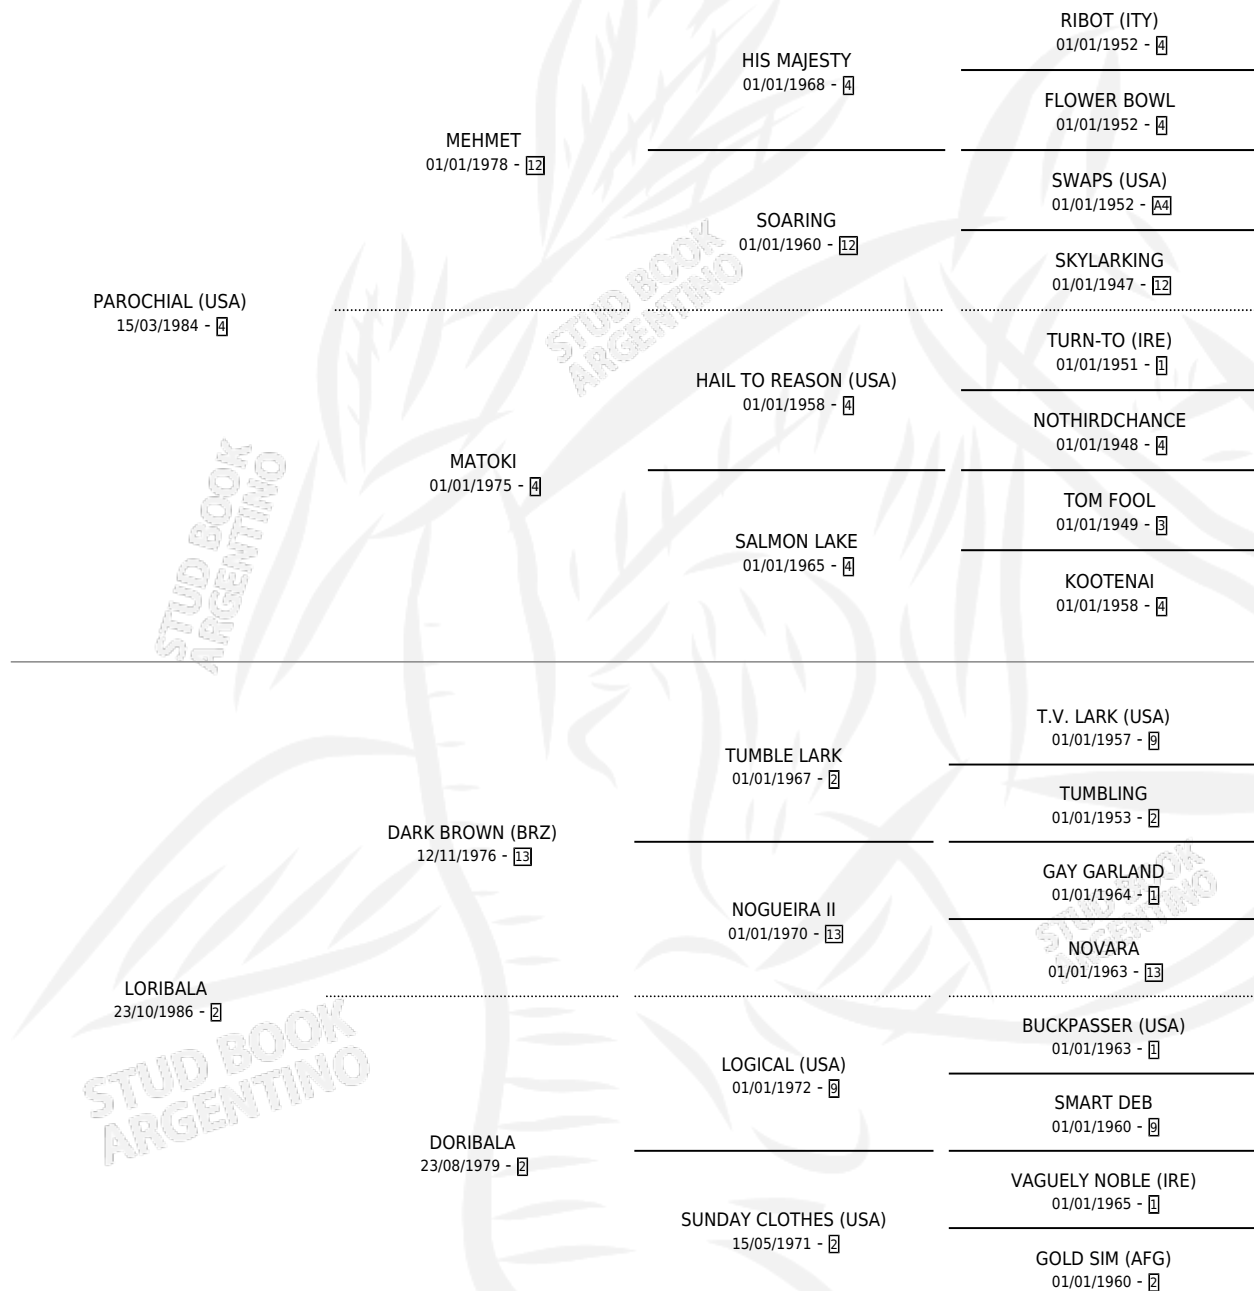 RIBOT (ITY)
01/01/1952 - 4
HIS MAJESTY
01/01/1968 - 4
FLOWER BOWL
01/01/1952 - 4
MEHMET
01/01/1978 - 12
SWAPS (USA)
01/01/1952 - A4
SOARING
01/01/1960 - 12
SKYLARKING
01/01/1947 - 12
PAROCHIAL (USA)
15/03/1984 - 4
TURN-TO (IRE)
01/01/1951 - 1
HAIL TO REASON (USA)
01/01/1958 - 4
NOTHIRDCHANCE
01/01/1948 - 4
MATOKI
01/01/1975 - 4
TOM FOOL
01/01/1949 - 3
SALMON LAKE
01/01/1965 - 4
KOOTENAI
01/01/1958 - 4
T.V. LARK (USA)
01/01/1957 - 9
TUMBLE LARK
01/01/1967 - 2
TUMBLING
01/01/1953 - 2
DARK BROWN (BRZ)
12/11/1976 - 13
GAY GARLAND
01/01/1964 - 1
NOGUEIRA II
01/01/1970 - 13
NOVARA
01/01/1963 - 13
LORIBALA
23/10/1986 - 2
BUCKPASSER (USA)
01/01/1963 - 1
LOGICAL (USA)
01/01/1972 - 9
SMART DEB
01/01/1960 - 9
DORIBALA
23/08/1979 - 2
VAGUELY NOBLE (IRE)
01/01/1965 - 1
SUNDAY CLOTHES (USA)
15/05/1971 - 2
GOLD SIM (AFG)
01/01/1960 - 2
STUD BOOK
ARGENTINO
STUD BOOK
ARGENTINO
STUD BOOK
ARGENTINO
STUD BOOK
ARGENTINO